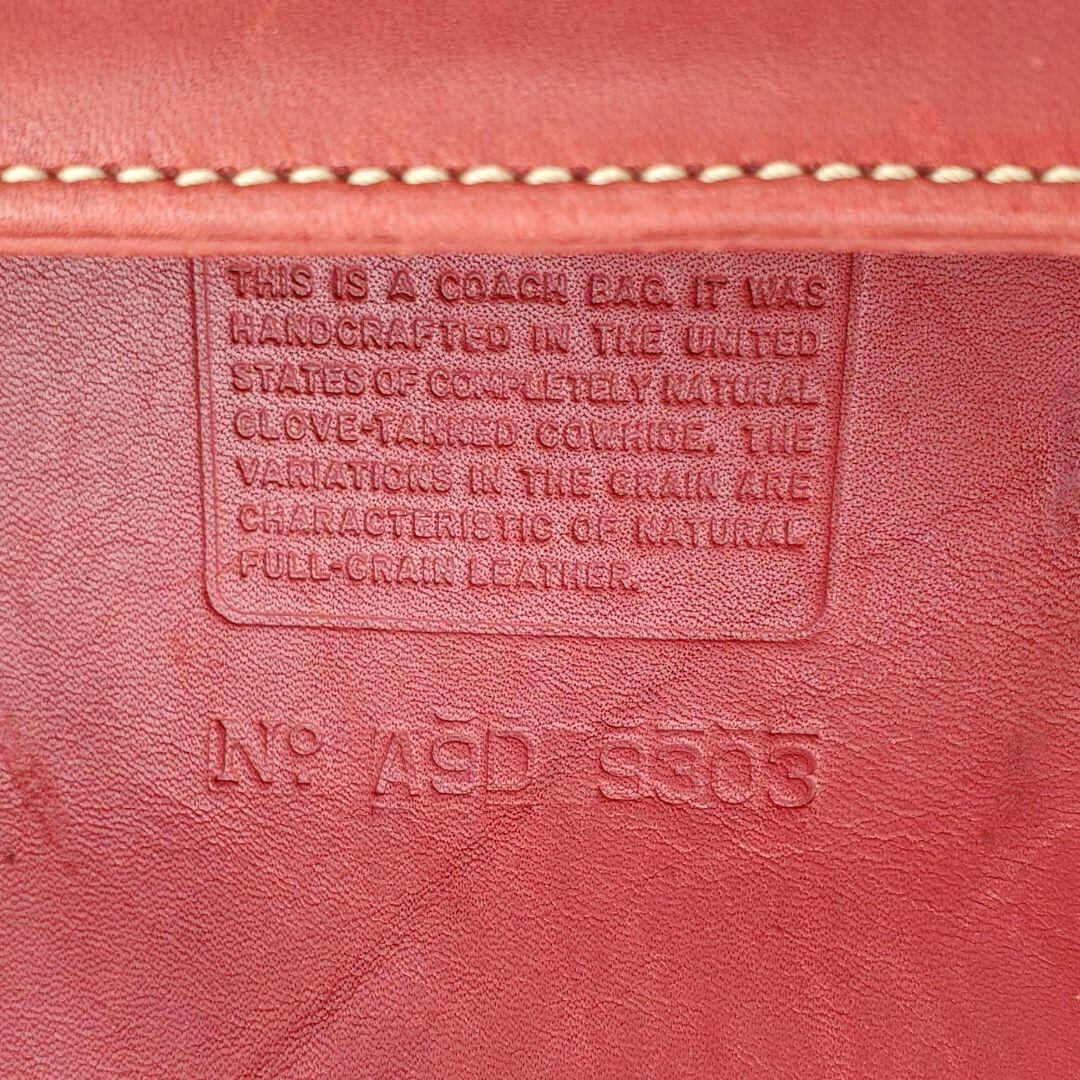 THIS IS A COACH BAG. IT WAS
HANDCRAFTED IN THE UNITED
STATES OF COMPLETELY NATURAL
GLOVE-TANNED COWHIDE. THE
VARIATIONS IN THE GRAIN ARE
CHARACTERISTIC OF NATURAL
FULL-GRAIN LEATHER.
No A9D 9303